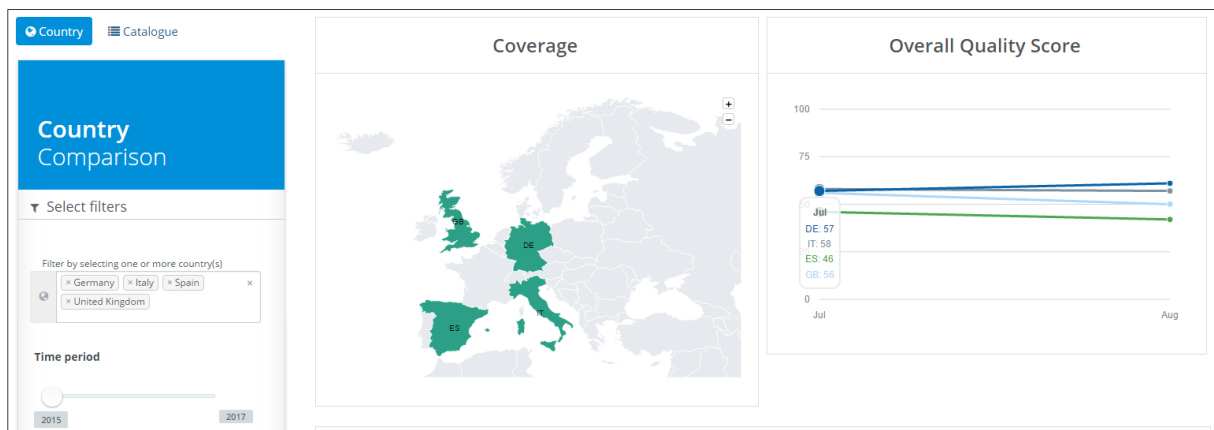 Country
Catalogue
Country
Comparison
Select filters
Filter by selecting one or more country(s)
× Germany × Italy × Spain ×
× United Kingdom
Time period
2015 2017
Coverage
+
−
GB
DE
IT
ES
Overall Quality Score
100
75
50
Jul
DE: 57
IT: 58
ES: 46
GB: 56
0
Jul Aug